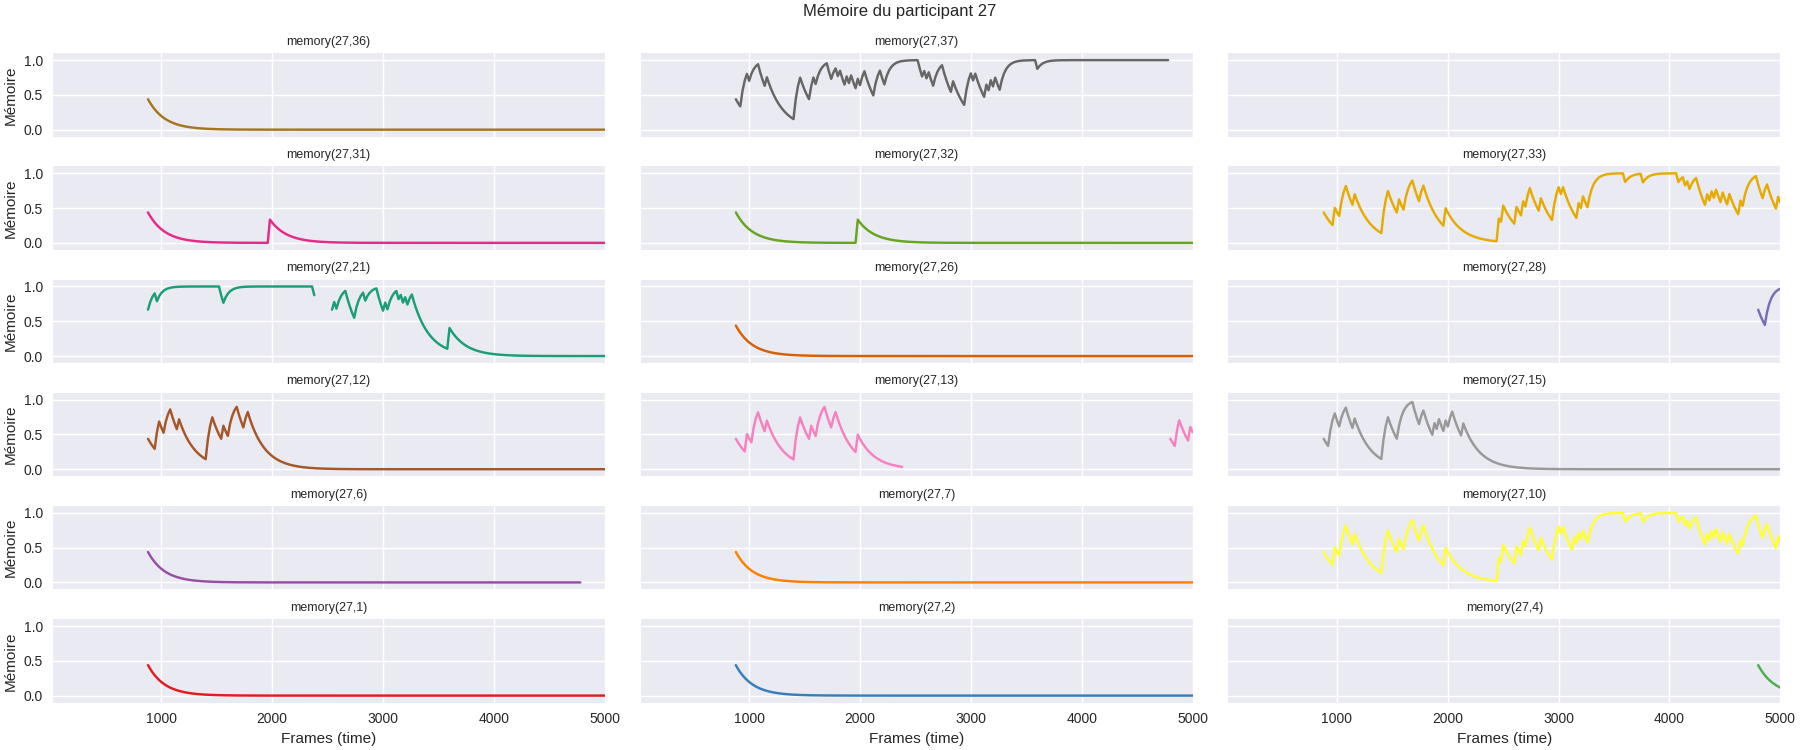 Mémoire du participant 27
memory(27,36) memory(27,37)
Mémoire 1.0 0.5 0.0
memory(27,31) memory(27,32) memory(27,33)
Mémoire 1.0 0.5 0.0
memory(27,21) memory(27,26) memory(27,28)
Mémoire 1.0 0.5 0.0
memory(27,12) memory(27,13) memory(27,15)
Mémoire 1.0 0.5 0.0
memory(27,6) memory(27,7) memory(27,10)
Mémoire 1.0 0.5 0.0
memory(27,1) memory(27,2) memory(27,4)
Mémoire 1.0 0.5 0.0
1000 2000 3000 4000 5000 1000 2000 3000 4000 5000 1000 2000 3000 4000 5000
Frames (time) Frames (time) Frames (time)